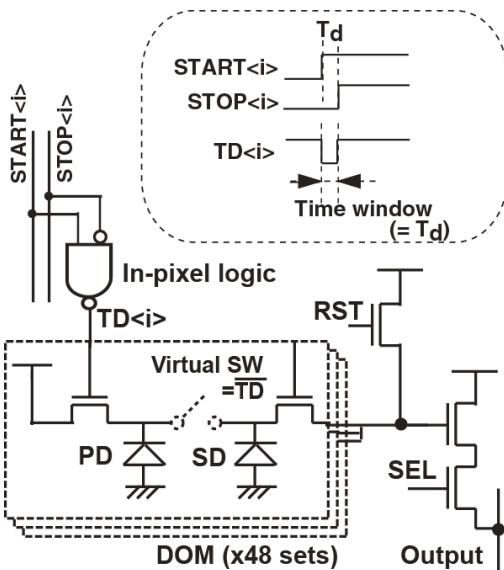 Td
START<i>
STOP<i>
TD<i>
Time window
(= Td)
START<i>
STOP<i>
In-pixel logic
TD<i>
RST
Virtual SW
=TD
PD
SD
SEL
DOM (x48 sets)
Output